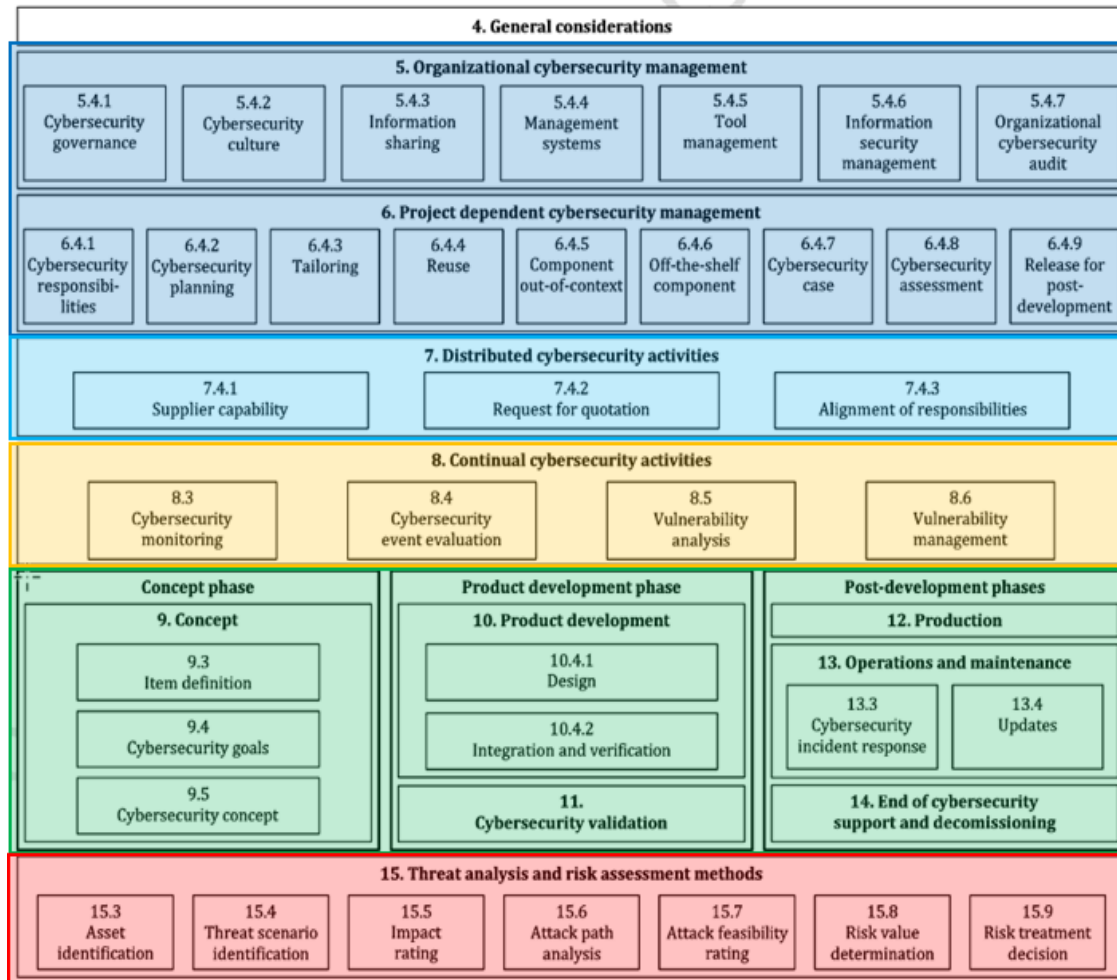 4. General considerations
5. Organizational cybersecurity management
5.4.1
Cybersecurity
governance
5.4.2
Cybersecurity
culture
5.4.3
Information
sharing
5.4.4
Management
systems
5.4.5
Tool
management
5.4.6
Information
security
management
5.4.7
Organizational
cybersecurity
audit
6. Project dependent cybersecurity management
6.4.1
Cybersecurity
responsibi-
lities
6.4.2
Cybersecurity
planning
6.4.3
Tailoring
6.4.4
Reuse
6.4.5
Component
out-of-context
6.4.6
Off-the-shelf
component
6.4.7
Cybersecurity
case
6.4.8
Cybersecurity
assessment
6.4.9
Release for
post-
development
7. Distributed cybersecurity activities
7.4.1
Supplier capability
7.4.2
Request for quotation
7.4.3
Alignment of responsibilities
8. Continual cybersecurity activities
8.3
Cybersecurity
monitoring
8.4
Cybersecurity
event evaluation
8.5
Vulnerability
analysis
8.6
Vulnerability
management
Concept phase
9. Concept
9.3
Item definition
9.4
Cybersecurity goals
9.5
Cybersecurity concept
Product development phase
10. Product development
10.4.1
Design
10.4.2
Integration and verification
11.
Cybersecurity validation
Post-development phases
12. Production
13. Operations and maintenance
13.3
Cybersecurity
incident response
13.4
Updates
14. End of cybersecurity
support and decomissioning
15. Threat analysis and risk assessment methods
15.3
Asset
identification
15.4
Threat scenario
identification
15.5
Impact
rating
15.6
Attack path
analysis
15.7
Attack feasibility
rating
15.8
Risk value
determination
15.9
Risk treatment
decision